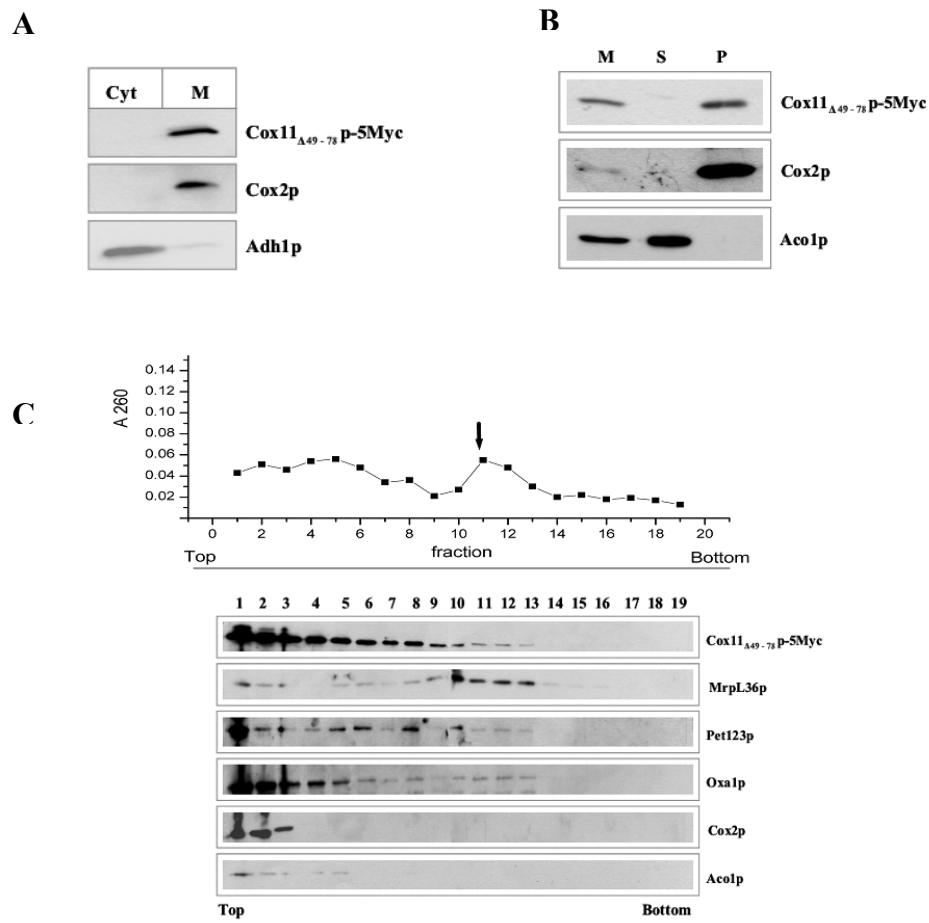 A
Cyt M
Cox11Δ49 - 78 p-5Myc
Cox2p
Adh1p
B
M S P
Cox11Δ49 - 78 p-5Myc
Cox2p
Aco1p
C
A 260
0.14
0.12
0.10
0.08
0.06
0.04
0.02
0 2 4 6 8 10 12 14 16 18 20
Top fraction Bottom
1 2 3 4 5 6 7 8 9 10 11 12 13 14 15 16 17 18 19
Cox11Δ49 - 78 p-5Myc
MrpL36p
Pet123p
Oxa1p
Cox2p
Aco1p
Top Bottom